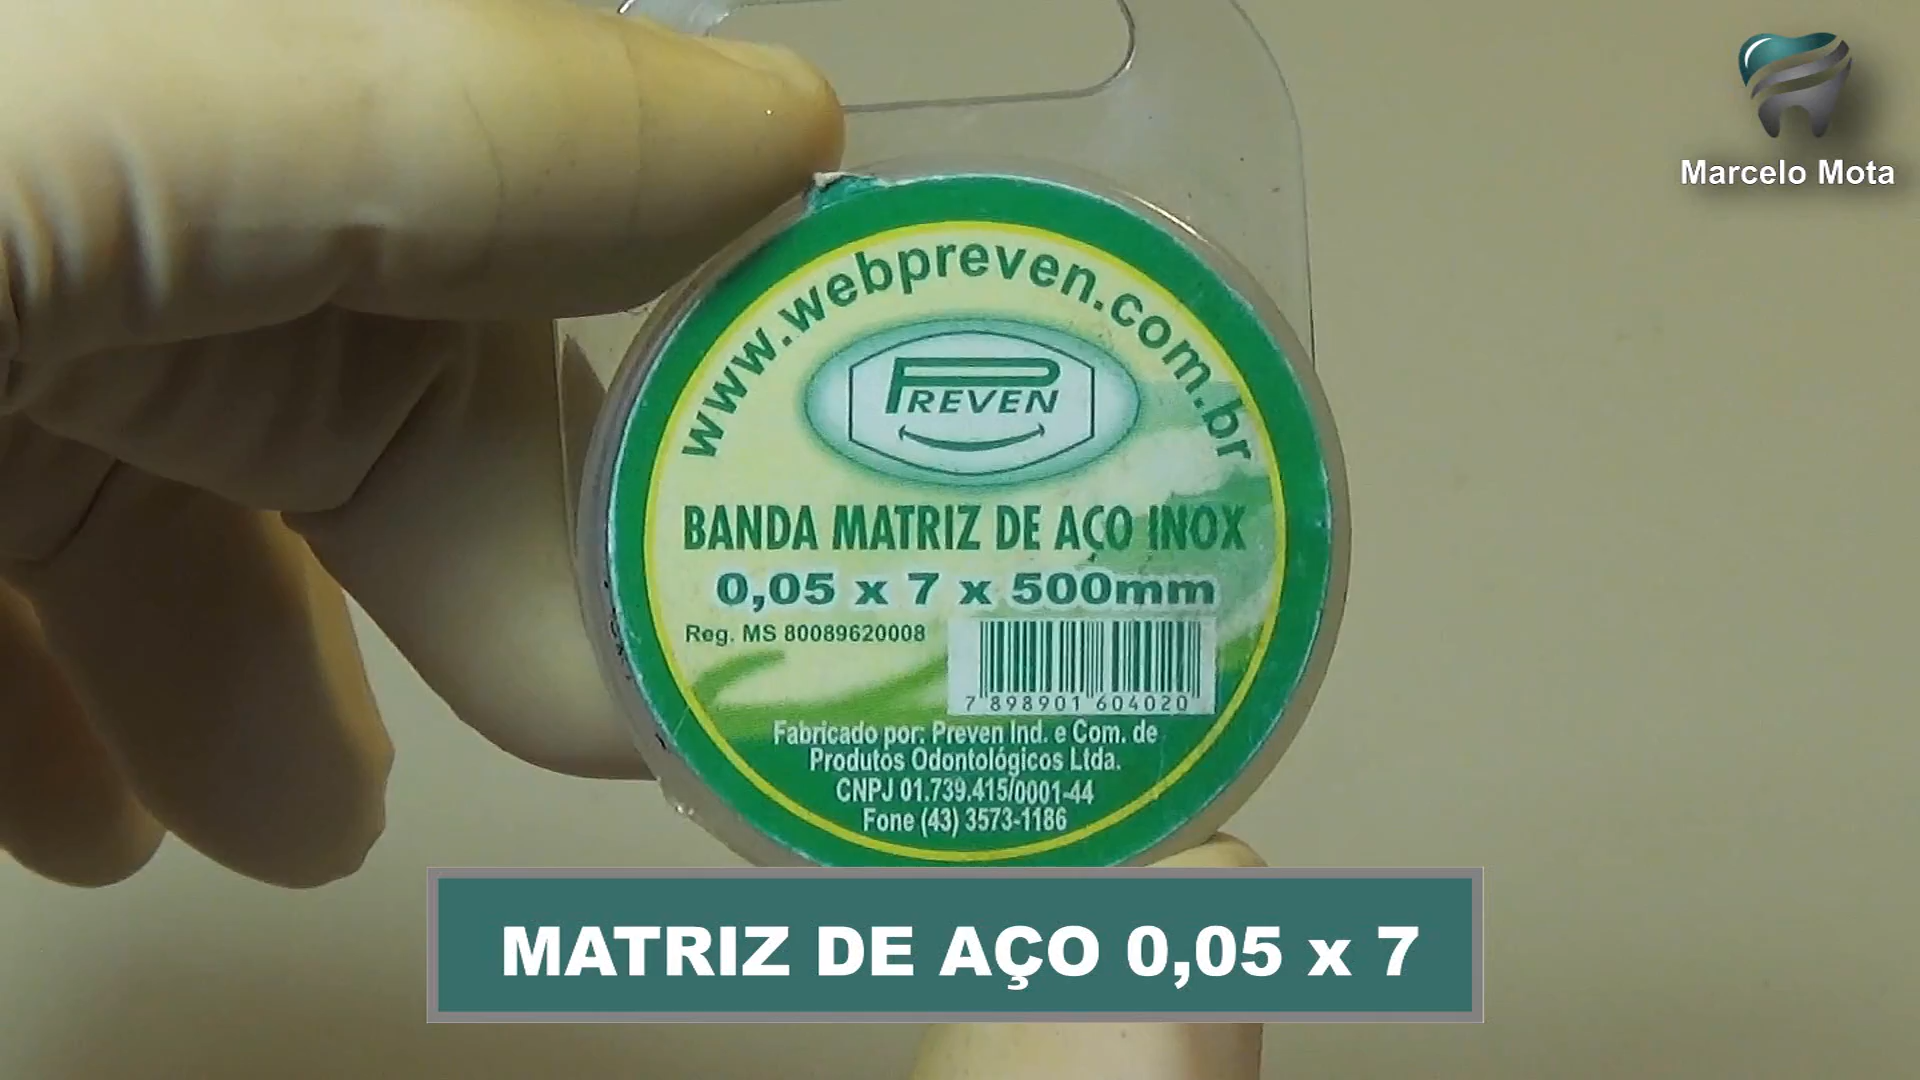 Marcelo Mota
www.webpreven.com.br
PREVEN
BANDA MATRIZ DE AÇO INOX
0,05 x 7 x 500mm
Reg. MS 80089620008
7 898901 604020
Fabricado por: Preven Ind. e Com. de
Produtos Odontológicos Ltda.
CNPJ 01.739.415/0001-44
Fone (43) 3573-1186
MATRIZ DE AÇO 0,05 x 7